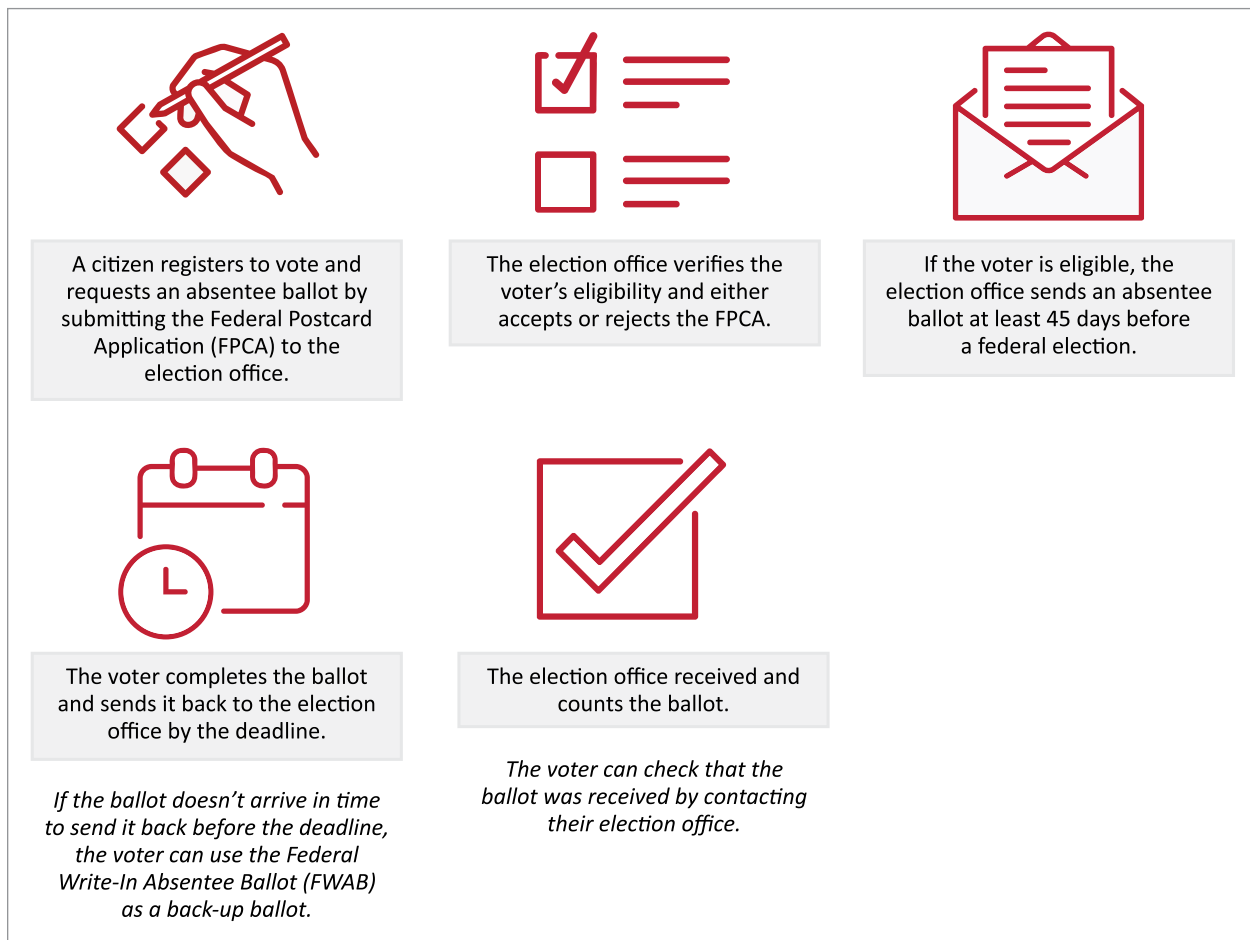 A citizen registers to vote and
requests an absentee ballot by
submitting the Federal Postcard
Application (FPCA) to the
election office.
The election office verifies the
voter’s eligibility and either
accepts or rejects the FPCA.
If the voter is eligible, the
election office sends an absentee
ballot at least 45 days before
a federal election.
The voter completes the ballot
and sends it back to the election
office by the deadline.
If the ballot doesn’t arrive in time
to send it back before the deadline,
the voter can use the Federal
Write-In Absentee Ballot (FWAB)
as a back-up ballot.
The election office received and
counts the ballot.
The voter can check that the
ballot was received by contacting
their election office.